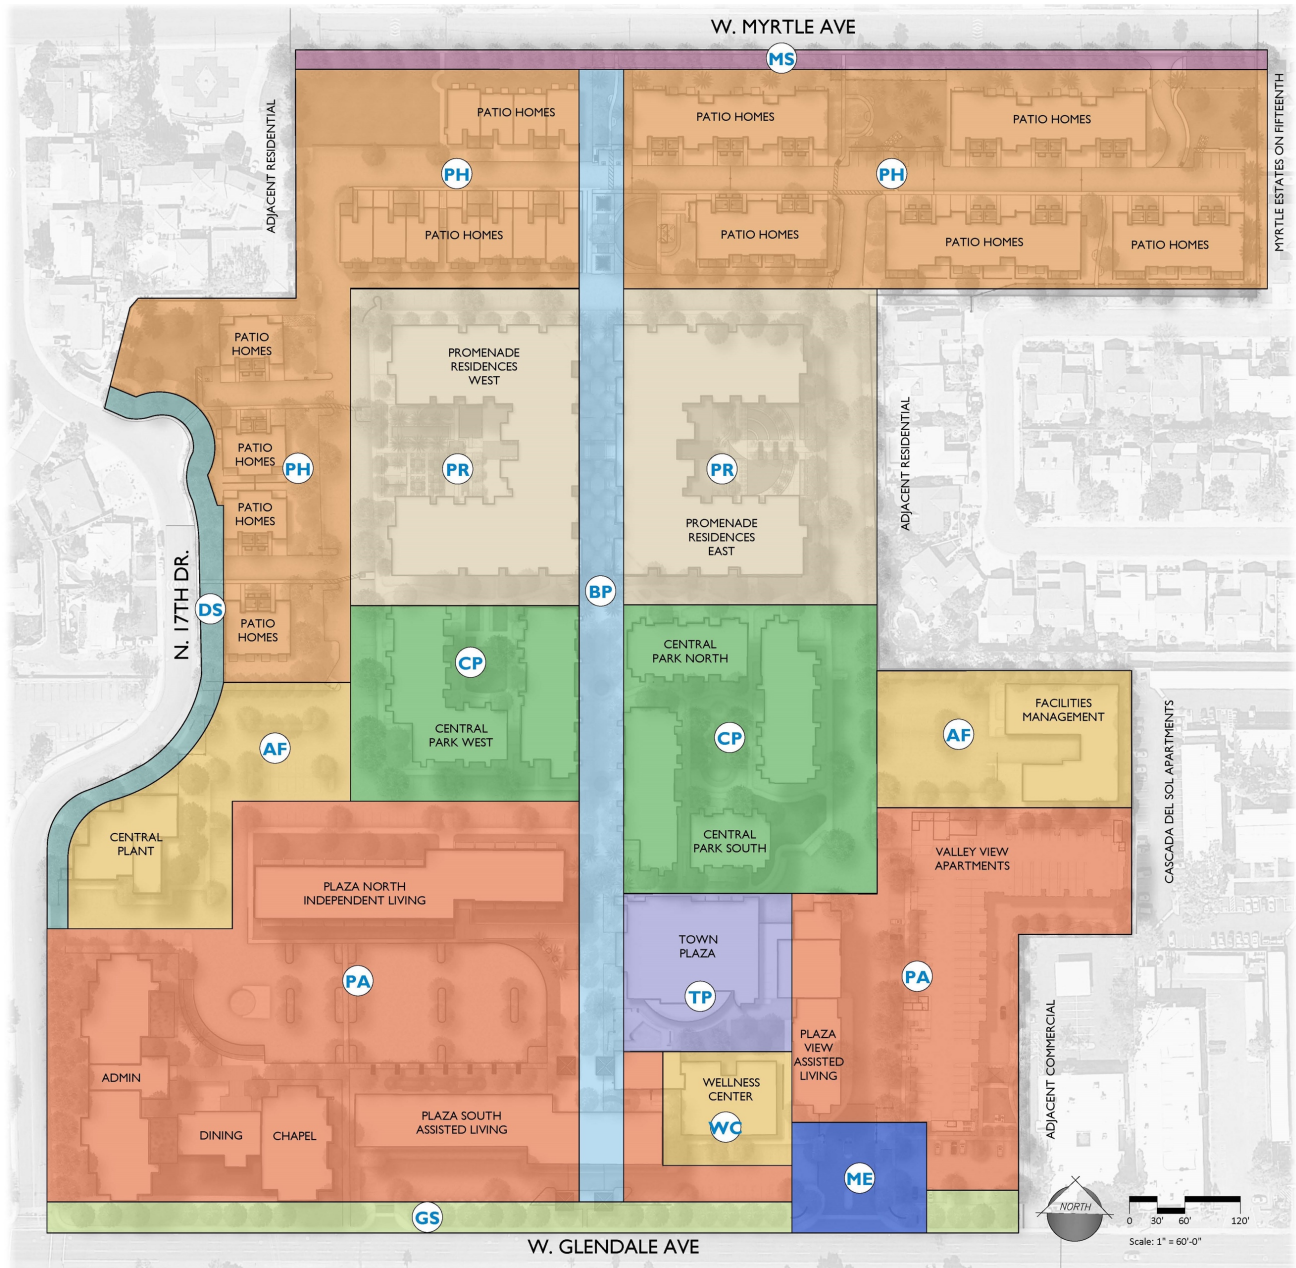 W. MYRTLE AVE
MS
ADJACENT RESIDENTIAL
MYRTLE ESTATES ON FIFTEENTH
PATIO HOMES
PATIO HOMES
PATIO HOMES
PH
PH
PATIO HOMES
PATIO HOMES
PATIO HOMES
PATIO HOMES
PATIO
HOMES
PROMENADE
RESIDENCES
WEST
ADJACENT RESIDENTIAL
PATIO
HOMES
PH
PR
PR
PATIO
HOMES
PROMENADE
RESIDENCES
EAST
N. 17TH DR.
DS
BP
PATIO
HOMES
CENTRAL
PARK NORTH
CP
CENTRAL
PARK WEST
CP
AF
AF
FACILITIES
MANAGEMENT
CASCADA DEL SOL APARTMENTS
CENTRAL
PLANT
CENTRAL
PARK SOUTH
VALLEY VIEW
APARTMENTS
PLAZA NORTH
INDEPENDENT LIVING
TOWN
PLAZA
PA
TP
PA
PLAZA
VIEW
ASSISTED
LIVING
ADJACENT COMMERCIAL
ADMIN
WELLNESS
CENTER
WC
PLAZA SOUTH
ASSISTED LIVING
DINING
CHAPEL
ME
GS
NORTH
0 30' 60' 120'
Scale: 1" = 60'-0"
W. GLENDALE AVE